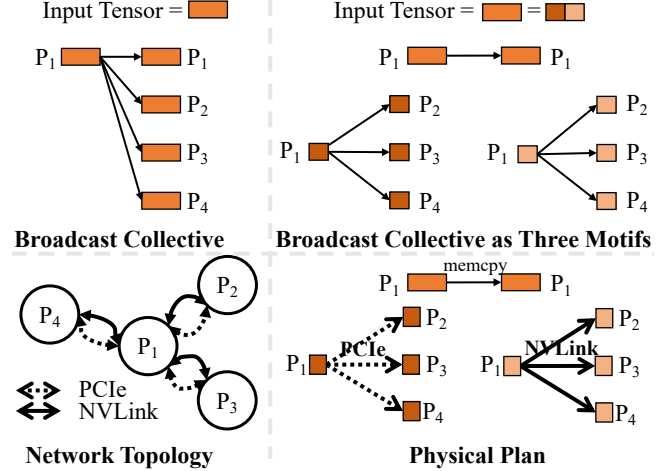 Input Tensor =
P1 P1
P2
P3
P4
Broadcast Collective
Input Tensor = =
P1 P1
P2 P2
P1 P3 P1 P3
P4 P4
Broadcast Collective as Three Motifs
P2
P4
P1
P3
PCIe
NVLink
Network Topology
memcpy
P1 P1
P2 P2
PCIe NVLink
P1 P3 P1 P3
P4 P4
Physical Plan